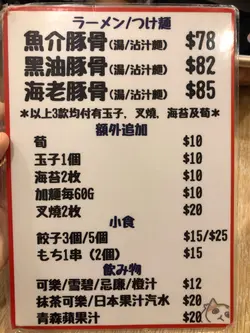 ラーメン/つけ麵
魚介豚骨(湯/沾汁麵) $78
黑油豚骨(湯/沾汁麵) $82
海老豚骨(湯/沾汁麵) $85
*以上3款均付有玉子、叉燒、海苔及荀*
額外追加
荀 $10
玉子1個 $10
海苔2枚 $10
加麵每60G $10
叉燒2枚 $20
小食
餃子3個/5個 $15/$25
もち1串（2個） $15
飲み物
可樂/雪碧/忌廉/橙汁 $12
抹茶可樂/日本果汁汽水 $20
青森蘋果汁 $20